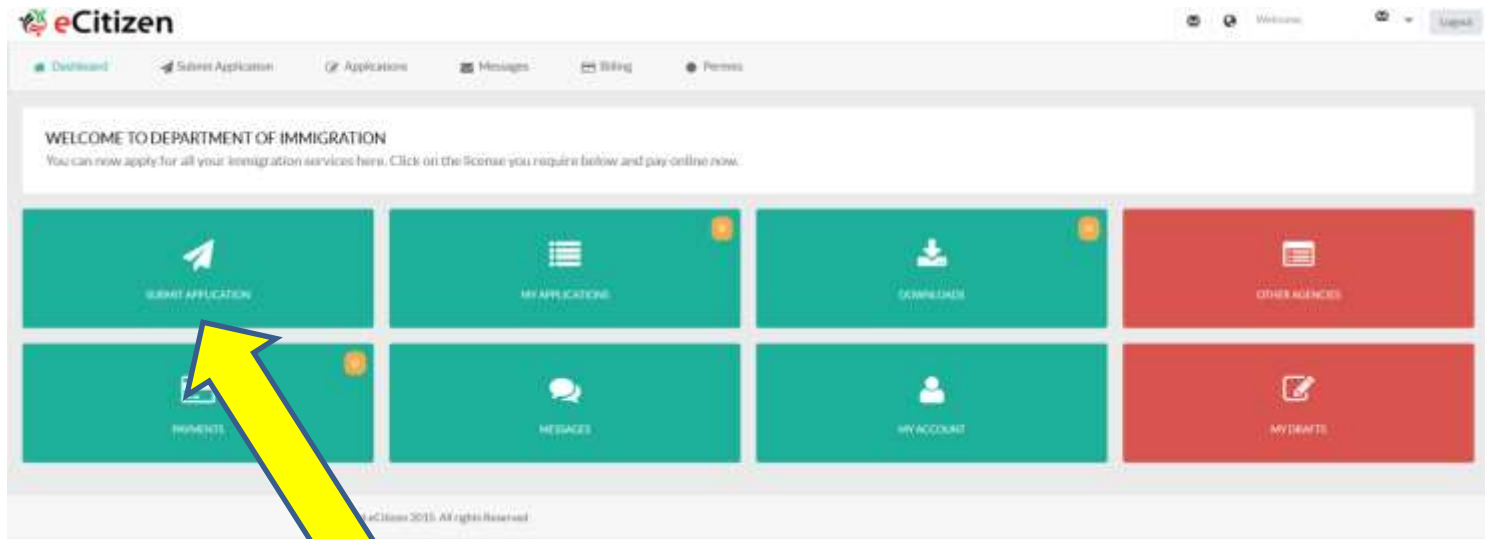 eCitizen
Welcome
Logout
Dashboard
Submit Application
Applications
Messages
Billing
Permits
WELCOME TO DEPARTMENT OF IMMIGRATION
You can now apply for all your immigration services here. Click on the license you require below and pay online now.
SUBMIT APPLICATION
MY APPLICATIONS
DOWNLOADS
OTHER AGENCIES
PAYMENTS
MESSAGES
MY ACCOUNT
MY DRAFTS
eCitizen 2015. All rights Reserved